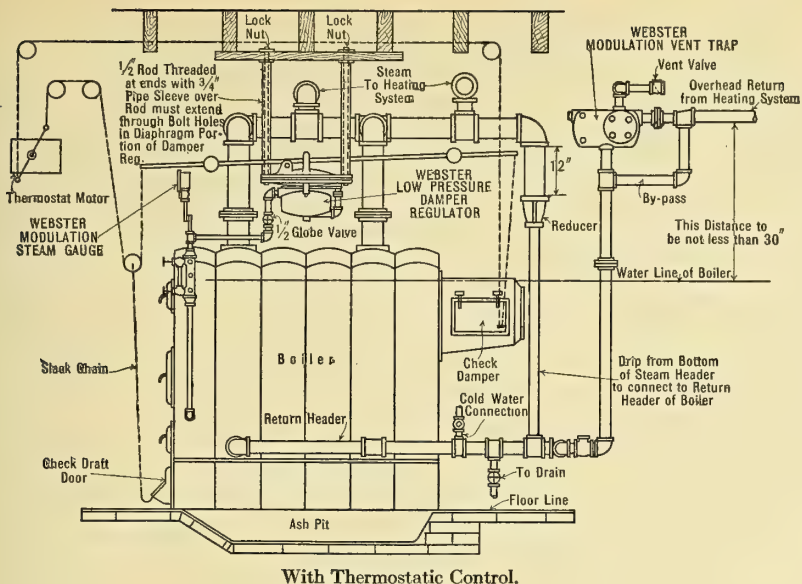 Lock
Nut
Lock
Nut
WEBSTER
MODULATION VENT TRAP
Vent Valve
½" Rod Threaded
at ends with ¾"
Pipe Sleeve over
Rod must extend
through Bolt Holes
in Diaphragm Por-
tion of Damper
Reg.
Steam
To Heating
System
Overhead Return
from Heating System
Thermostat Motor
WEBSTER
MODULATION
STEAM GAUGE
WEBSTER
LOW PRESSURE
DAMPER
REGULATOR
½" Globe Valve
12"
Reducer
By-pass
This Distance to
be not less than 30"
Water Line of Boiler
Slack Chain
Boiler
Check
Damper
Drip from Bottom
of Steam Header
to connect to Return
Header of Boiler
Cold Water
Connection
Return Header
Check Draft
Door
To Drain
Floor Line
Ash Pit
With Thermostatic Control.